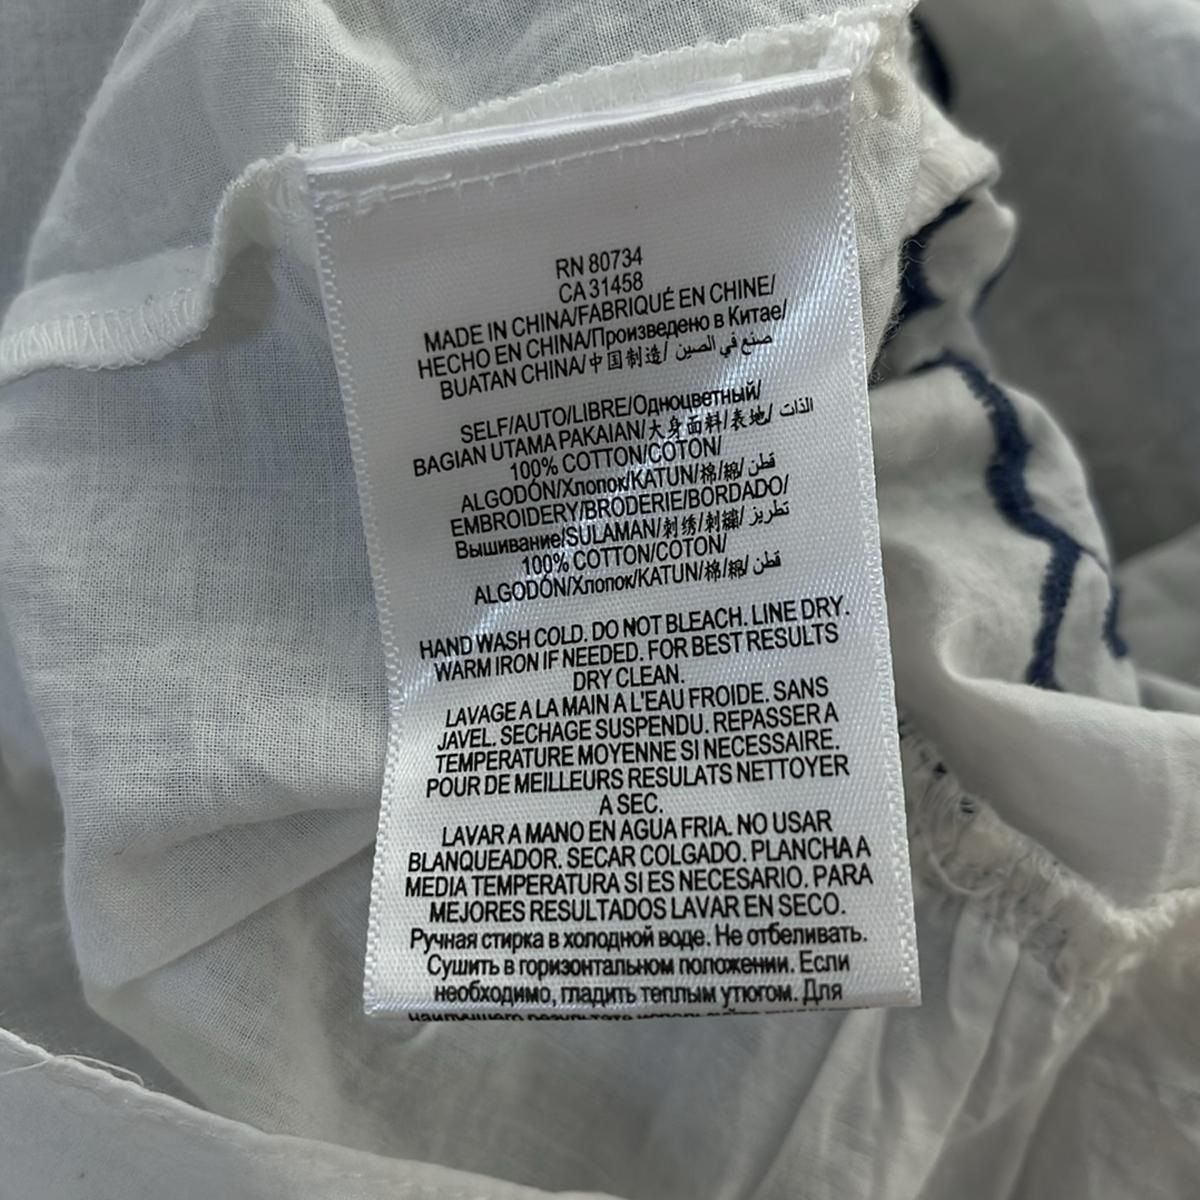 RN 80734
CA 31458
MADE IN CHINA/FABRIQUÉ EN CHINE/
HECHO EN CHINA/Произведено в Китае/
BUATAN CHINA/中国制造/ صنع في الصين
SELF/AUTO/LIBRE/Одноцветный/
BAGIAN UTAMA PAKAIAN/大身面料/表地/ الذات
100% COTTON/COTON/
ALGODÓN/Хлопок/KATUN/棉/綿/ قطن
EMBROIDERY/BRODERIE/BORDADO/
Вышивание/SULAMAN/刺绣/刺繡/ تطريز
100% COTTON/COTON/
ALGODÓN/Хлопок/KATUN/棉/綿/ قطن
HAND WASH COLD. DO NOT BLEACH. LINE DRY.
WARM IRON IF NEEDED. FOR BEST RESULTS
DRY CLEAN.
LAVAGE A LA MAIN A L'EAU FROIDE. SANS
JAVEL. SECHAGE SUSPENDU. REPASSER A
TEMPERATURE MOYENNE SI NECESSAIRE.
POUR DE MEILLEURS RESULATS NETTOYER
A SEC.
LAVAR A MANO EN AGUA FRIA. NO USAR
BLANQUEADOR. SECAR COLGADO. PLANCHA A
MEDIA TEMPERATURA SI ES NECESARIO. PARA
MEJORES RESULTADOS LAVAR EN SECO.
Ручная стирка в холодной воде. Не отбеливать.
Сушить в горизонтальном положении. Если
необходимо, гладить теплым утюгом. Для